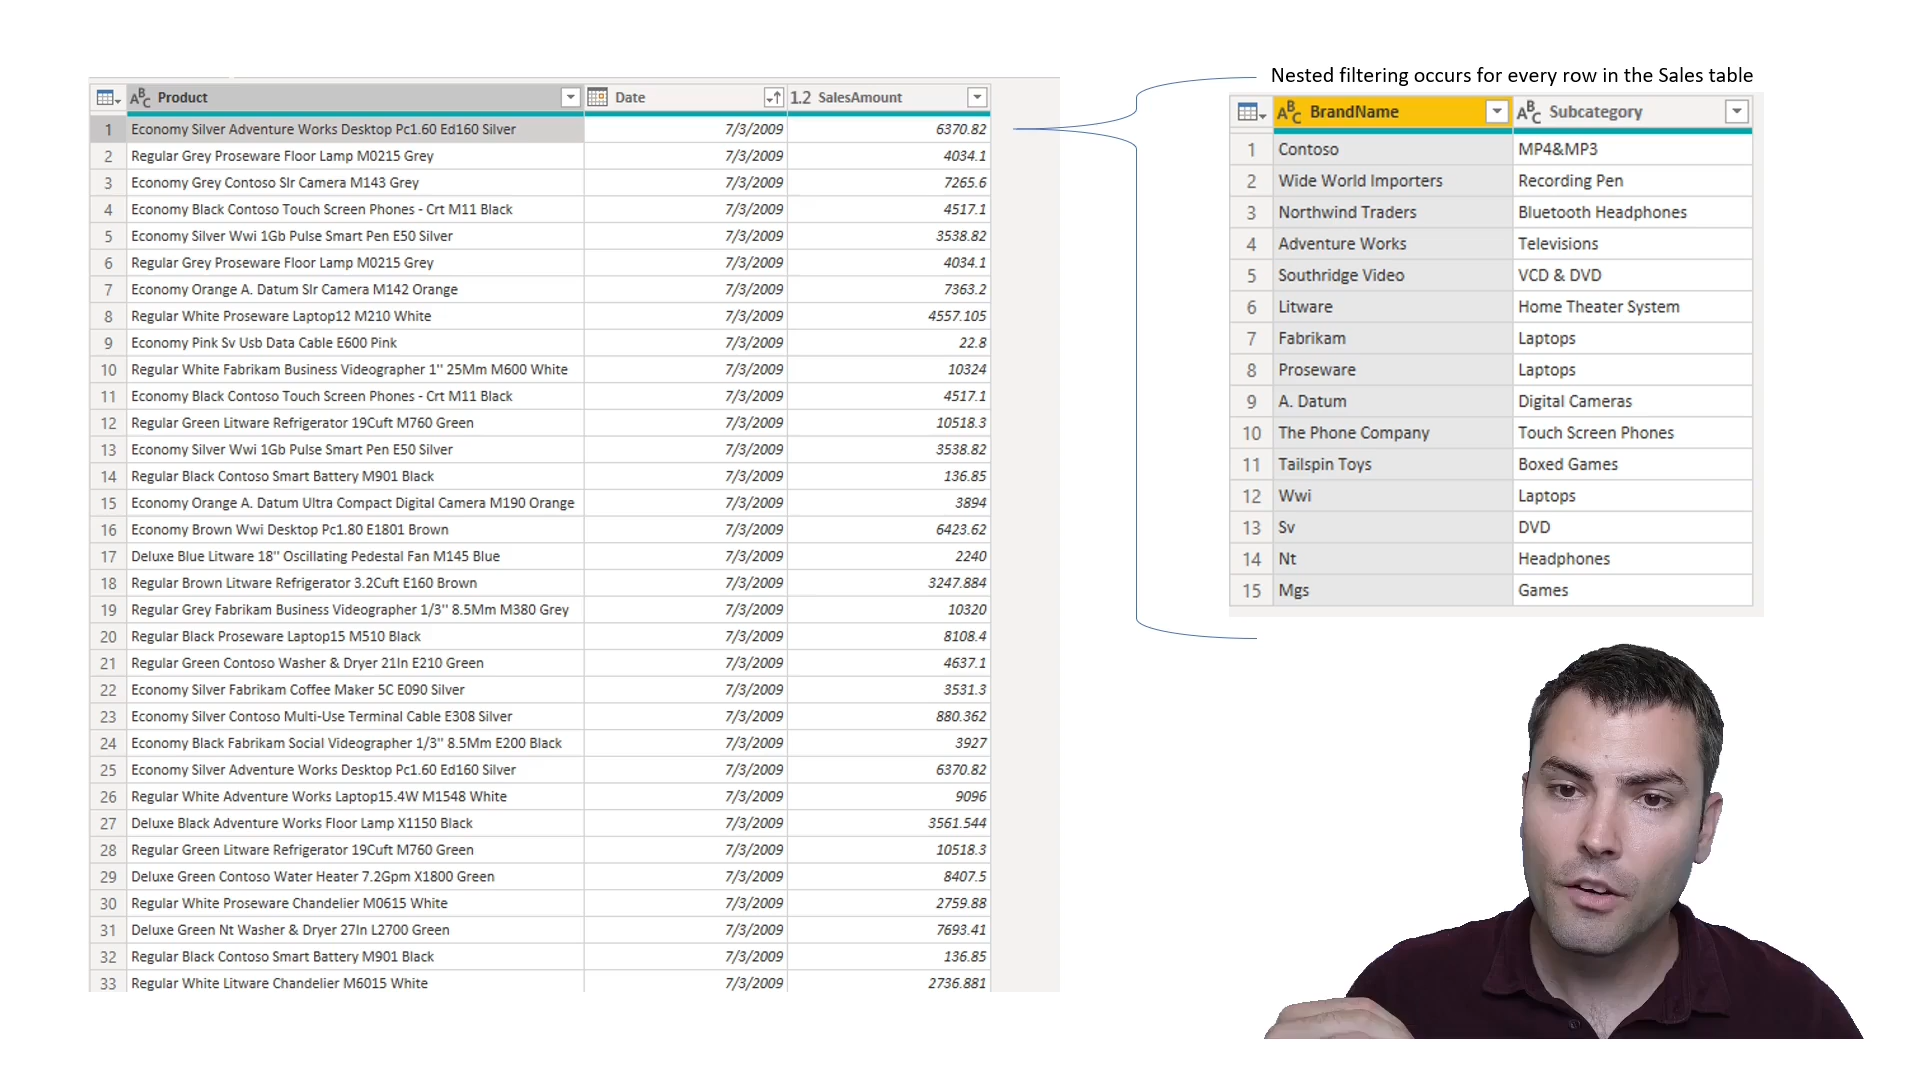 Nested filtering occurs for every row in the Sales table
ABC Product Date 1.2 SalesAmount
1 Economy Silver Adventure Works Desktop Pc1.60 Ed160 Silver 7/3/2009 6370.82
2 Regular Grey Proseware Floor Lamp M0215 Grey 7/3/2009 4034.1
3 Economy Grey Contoso Slr Camera M143 Grey 7/3/2009 7265.6
4 Economy Black Contoso Touch Screen Phones - Crt M11 Black 7/3/2009 4517.1
5 Economy Silver Wwi 1Gb Pulse Smart Pen E50 Silver 7/3/2009 3538.82
6 Regular Grey Proseware Floor Lamp M0215 Grey 7/3/2009 4034.1
7 Economy Orange A. Datum Slr Camera M142 Orange 7/3/2009 7363.2
8 Regular White Proseware Laptop12 M210 White 7/3/2009 4557.105
9 Economy Pink Sv Usb Data Cable E600 Pink 7/3/2009 22.8
10 Regular White Fabrikam Business Videographer 1'' 25Mm M600 White 7/3/2009 10324
11 Economy Black Contoso Touch Screen Phones - Crt M11 Black 7/3/2009 4517.1
12 Regular Green Litware Refrigerator 19Cuft M760 Green 7/3/2009 10518.3
13 Economy Silver Wwi 1Gb Pulse Smart Pen E50 Silver 7/3/2009 3538.82
14 Regular Black Contoso Smart Battery M901 Black 7/3/2009 136.85
15 Economy Orange A. Datum Ultra Compact Digital Camera M190 Orange 7/3/2009 3894
16 Economy Brown Wwi Desktop Pc1.80 E1801 Brown 7/3/2009 6423.62
17 Deluxe Blue Litware 18'' Oscillating Pedestal Fan M145 Blue 7/3/2009 2240
18 Regular Brown Litware Refrigerator 3.2Cuft E160 Brown 7/3/2009 3247.884
19 Regular Grey Fabrikam Business Videographer 1/3'' 8.5Mm M380 Grey 7/3/2009 10320
20 Regular Black Proseware Laptop15 M510 Black 7/3/2009 8108.4
21 Regular Green Contoso Washer & Dryer 21In E210 Green 7/3/2009 4637.1
22 Economy Silver Fabrikam Coffee Maker 5C E090 Silver 7/3/2009 3531.3
23 Economy Silver Contoso Multi-Use Terminal Cable E308 Silver 7/3/2009 880.362
24 Economy Black Fabrikam Social Videographer 1/3'' 8.5Mm E200 Black 7/3/2009 3927
25 Economy Silver Adventure Works Desktop Pc1.60 Ed160 Silver 7/3/2009 6370.82
26 Regular White Adventure Works Laptop15.4W M1548 White 7/3/2009 9096
27 Deluxe Black Adventure Works Floor Lamp X1150 Black 7/3/2009 3561.544
28 Regular Green Litware Refrigerator 19Cuft M760 Green 7/3/2009 10518.3
29 Deluxe Green Contoso Water Heater 7.2Gpm X1800 Green 7/3/2009 8407.5
30 Regular White Proseware Chandelier M0615 White 7/3/2009 2759.88
31 Deluxe Green Nt Washer & Dryer 27In L2700 Green 7/3/2009 7693.41
32 Regular Black Contoso Smart Battery M901 Black 7/3/2009 136.85
33 Regular White Litware Chandelier M6015 White 7/3/2009 2736.881
ABC BrandName ABC Subcategory
1 Contoso MP4&MP3
2 Wide World Importers Recording Pen
3 Northwind Traders Bluetooth Headphones
4 Adventure Works Televisions
5 Southridge Video VCD & DVD
6 Litware Home Theater System
7 Fabrikam Laptops
8 Proseware Laptops
9 A. Datum Digital Cameras
10 The Phone Company Touch Screen Phones
11 Tailspin Toys Boxed Games
12 Wwi Laptops
13 Sv DVD
14 Nt Headphones
15 Mgs Games